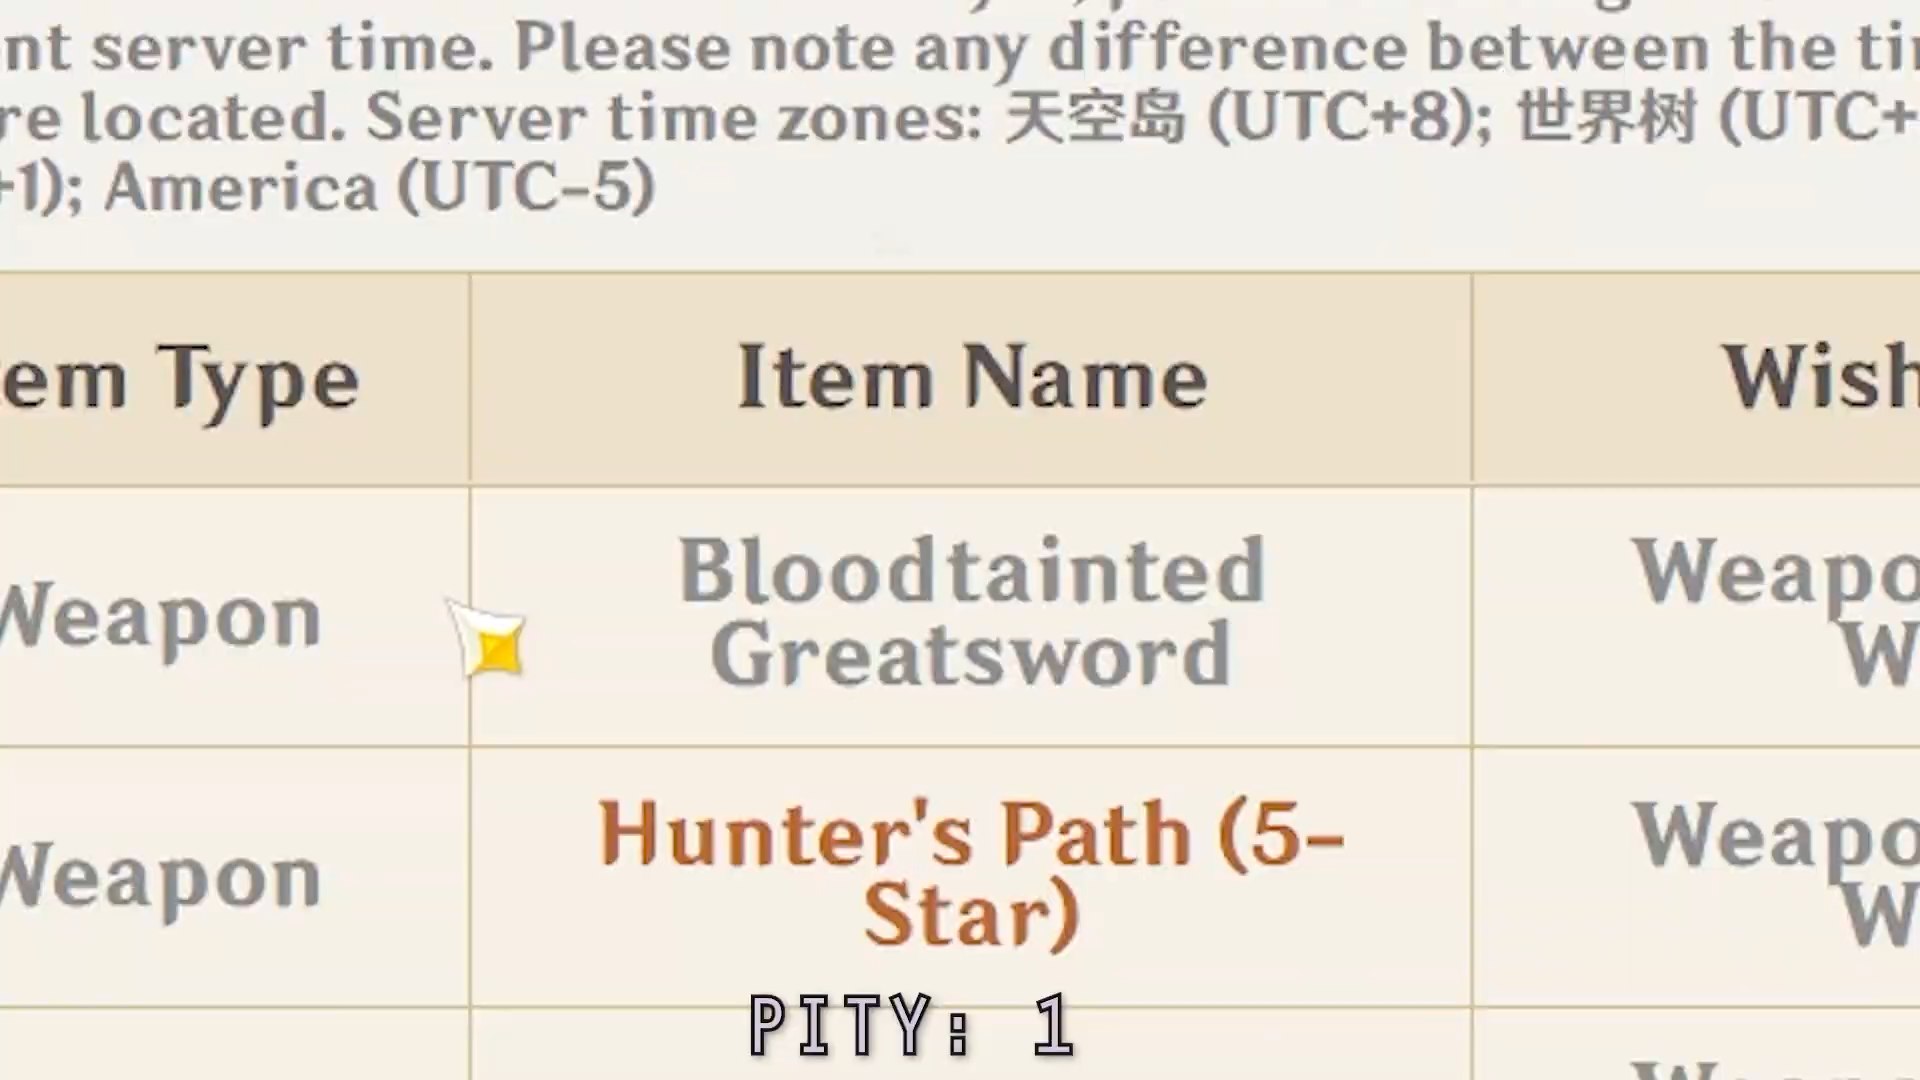 nt server time. Please note any difference between the ti
re located. Server time zones: 天空岛 (UTC+8); 世界树 (UTC+
+1); America (UTC-5)
em Type Item Name Wish
Weapon Bloodtainted Weapo
Greatsword W
Weapon Hunter's Path (5- Weapo
Star) W
PITY: 1